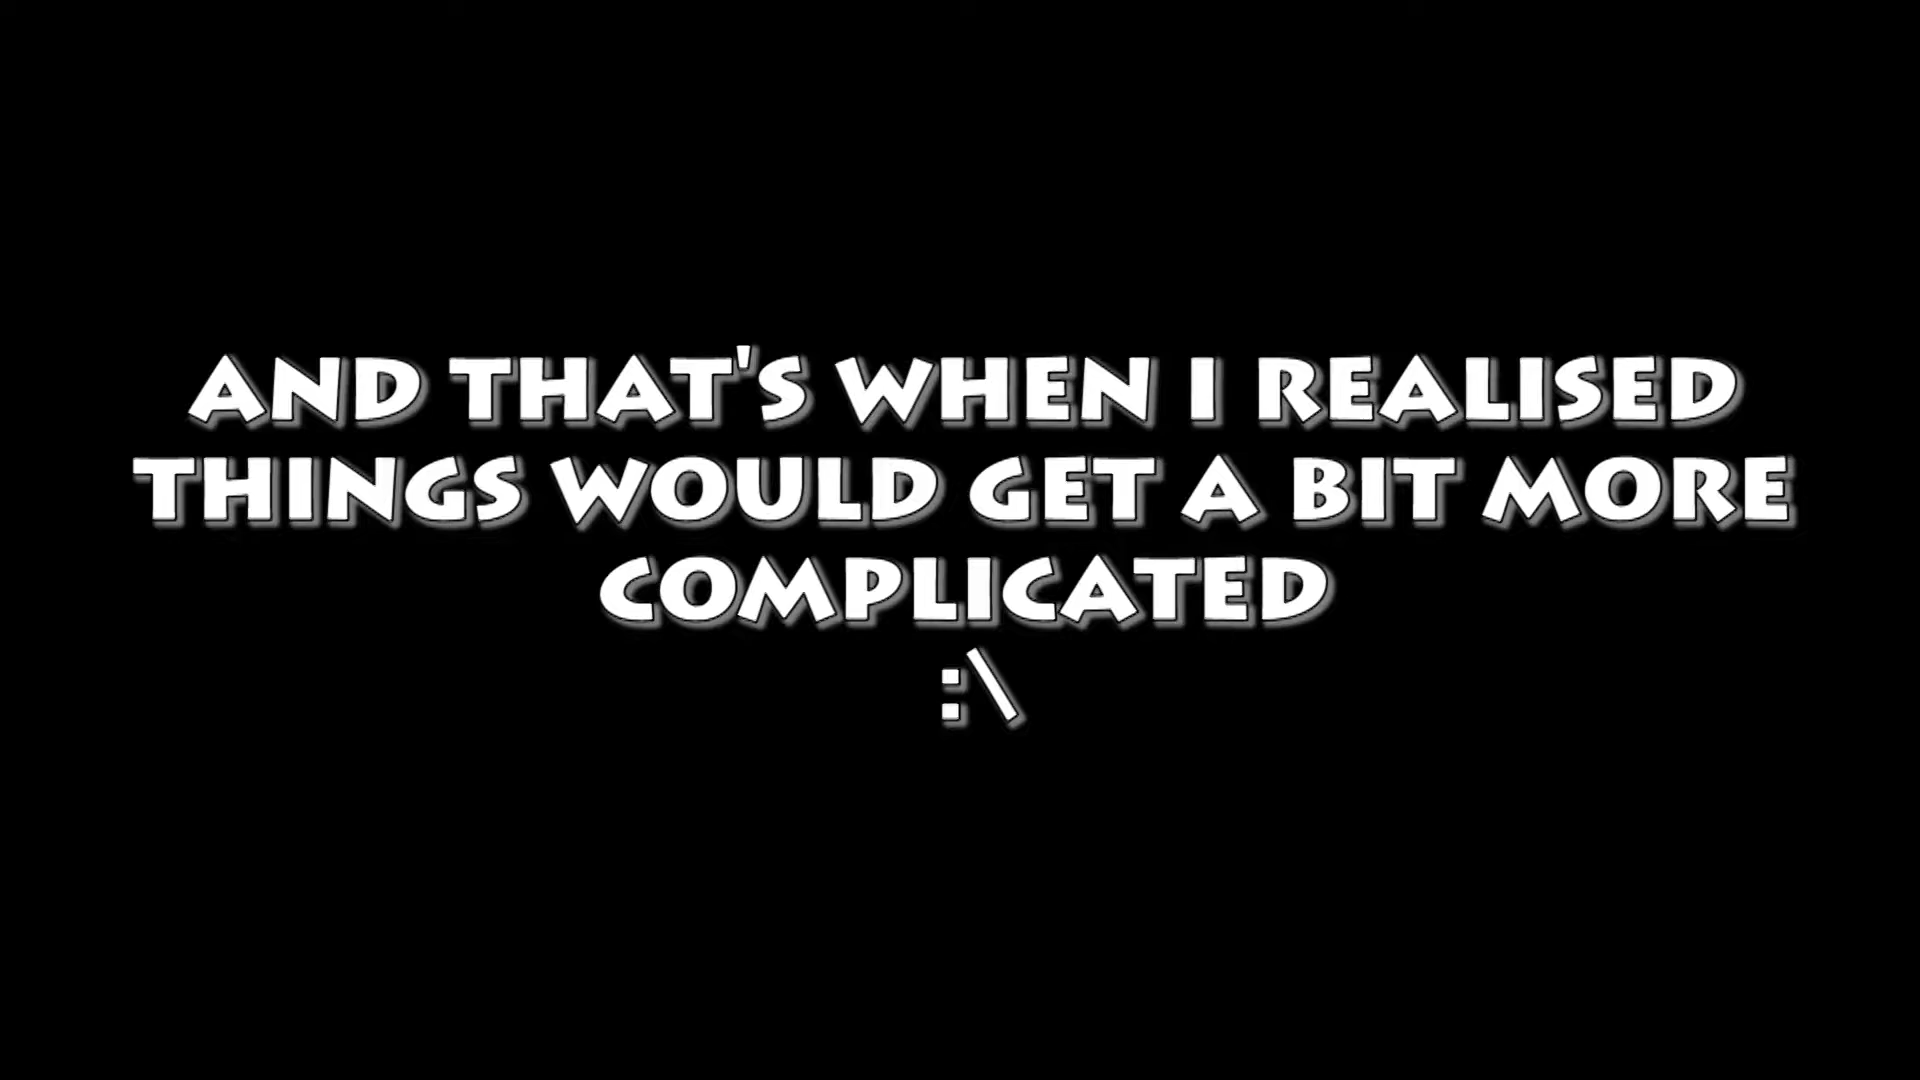 AND THAT'S WHEN I REALISED
THINGS WOULD GET A BIT MORE
COMPLICATED
:\